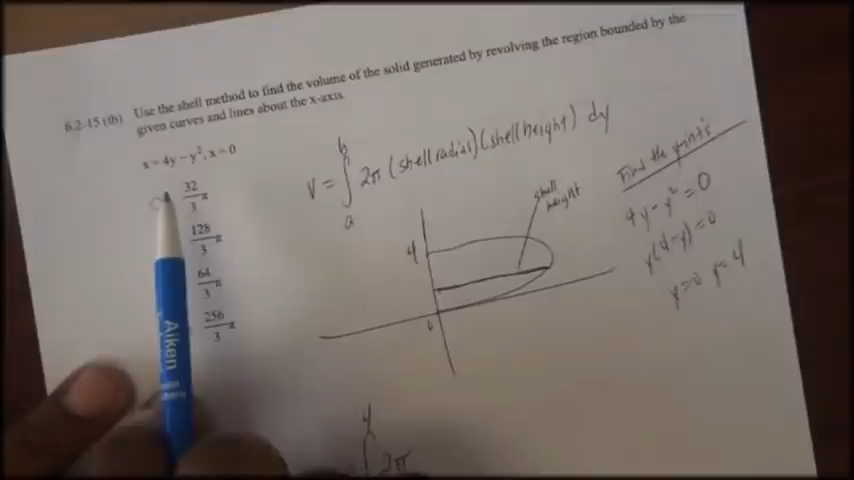 6.2-15 (tb) Use the shell method to find the volume of the solid generated by revolving the region bounded by the
given curves and lines about the x-axis.
x = 4y − y², x = 0
32/3 π
128/3 π
64/3 π
256/3 π
V = ∫ₐᵇ 2π (shell radial)(shell height) dy
shell
height
4
0
Find the points
4y − y² = 0
y(4−y) = 0
y=0 y=4
4
= ∫ 2π
Aiken